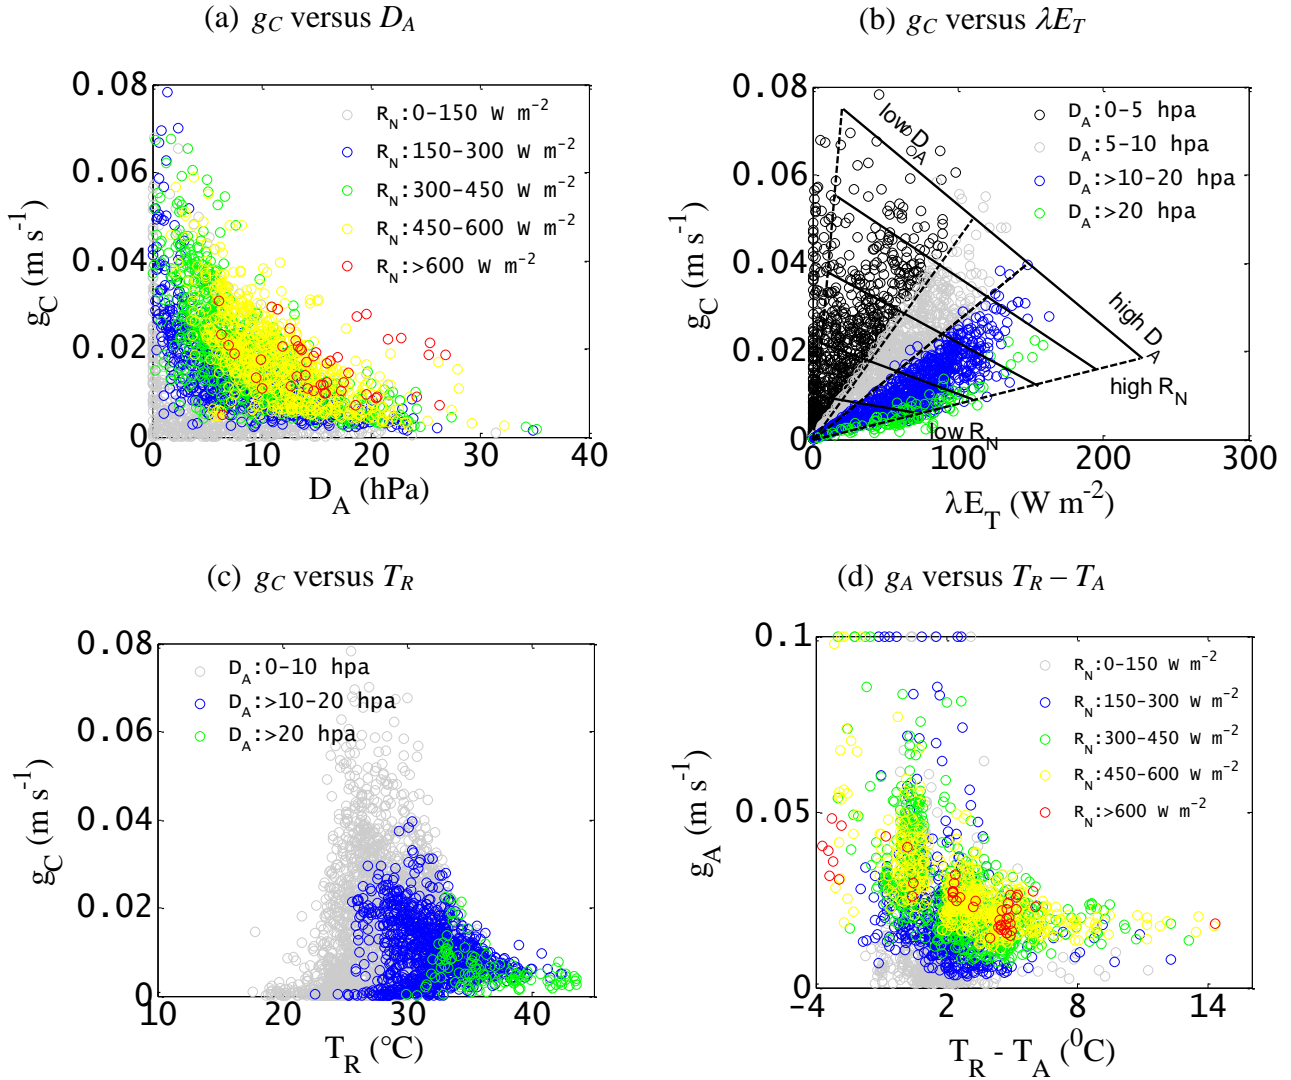 (a) g_C versus D_A
0.08
0.06
0.04
0.02
0
g_C (m s^-1)
R_N:0-150 W m^-2
R_N:150-300 W m^-2
R_N:300-450 W m^-2
R_N:450-600 W m^-2
R_N:>600 W m^-2
0 10 20 30 40
D_A (hPa)
(b) g_C versus λE_T
0.08
0.06
0.04
0.02
0
g_C (m s^-1)
D_A:0-5 hpa
D_A:5-10 hpa
D_A:>10-20 hpa
D_A:>20 hpa
low D_A
high D_A
high R_N
low R_N
0 100 200 300
λE_T (W m^-2)
(c) g_C versus T_R
0.08
0.06
0.04
0.02
0
g_C (m s^-1)
D_A:0-10 hpa
D_A:>10-20 hpa
D_A:>20 hpa
10 20 30 40
T_R (°C)
(d) g_A versus T_R – T_A
0.1
0.05
0
g_A (m s^-1)
R_N:0-150 W m^-2
R_N:150-300 W m^-2
R_N:300-450 W m^-2
R_N:450-600 W m^-2
R_N:>600 W m^-2
-4 2 8 14
T_R - T_A (^0C)